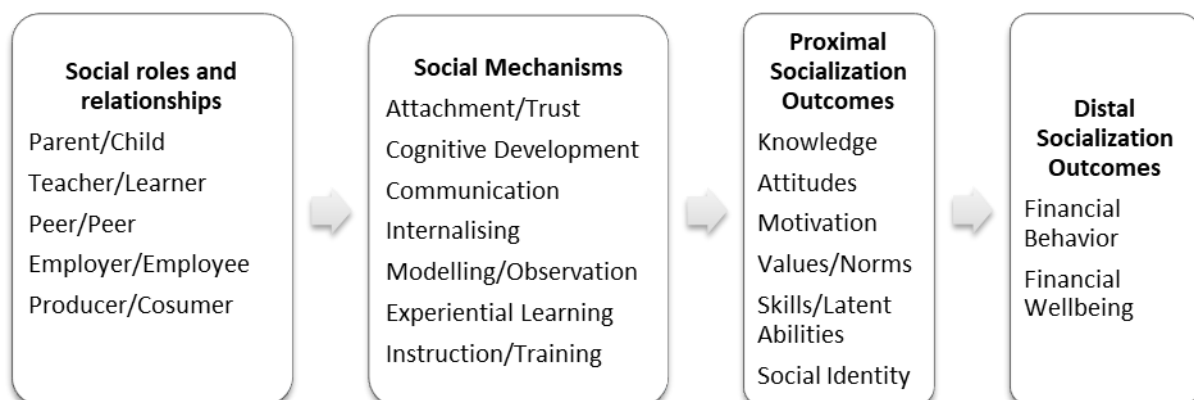 Social roles and
relationships
Parent/Child
Teacher/Learner
Peer/Peer
Employer/Employee
Producer/Cosumer
Social Mechanisms
Attachment/Trust
Cognitive Development
Communication
Internalising
Modelling/Observation
Experiential Learning
Instruction/Training
Proximal
Socialization
Outcomes
Knowledge
Attitudes
Motivation
Values/Norms
Skills/Latent
Abilities
Social Identity
Distal
Socialization
Outcomes
Financial
Behavior
Financial
Wellbeing